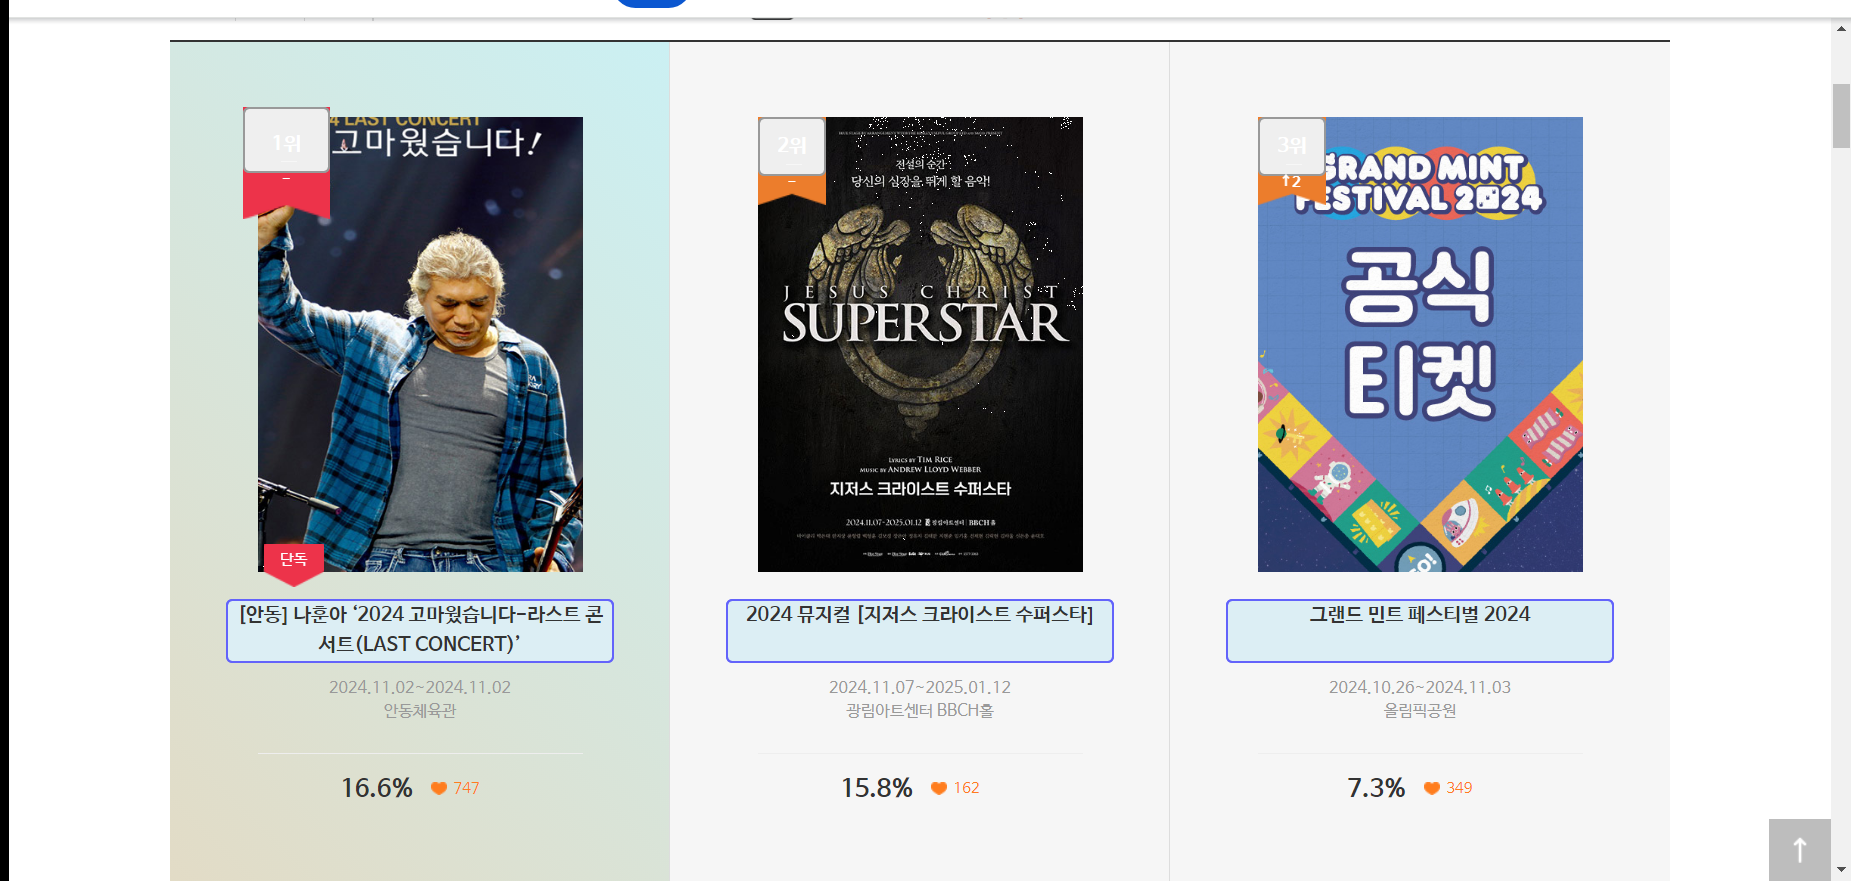 1위
–
4 LAST CONCERT
고마웠습니다!
단독
[안동] 나훈아 ‘2024 고마웠습니다-라스트 콘
서트(LAST CONCERT)’
2024.11.02~2024.11.02
안동체육관
16.6% 747
2위
–
전설의 순간
당신의 심장을 뛰게 할 음악!
JESUS CHRIST
SUPERSTAR
LYRICS BY TIM RICE
MUSIC BY ANDREW LLOYD WEBBER
지저스 크라이스트 수퍼스타
2024.11.07-2025.01.12 광림아트센터 | BBCH홀
2024 뮤지컬 [지저스 크라이스트 수퍼스타]
2024.11.07~2025.01.12
광림아트센터 BBCH홀
15.8% 162
3위
↑2
GRAND MINT
FESTIVAL 2024
공식
티켓
GO!
그랜드 민트 페스티벌 2024
2024.10.26~2024.11.03
올림픽공원
7.3% 349
↑